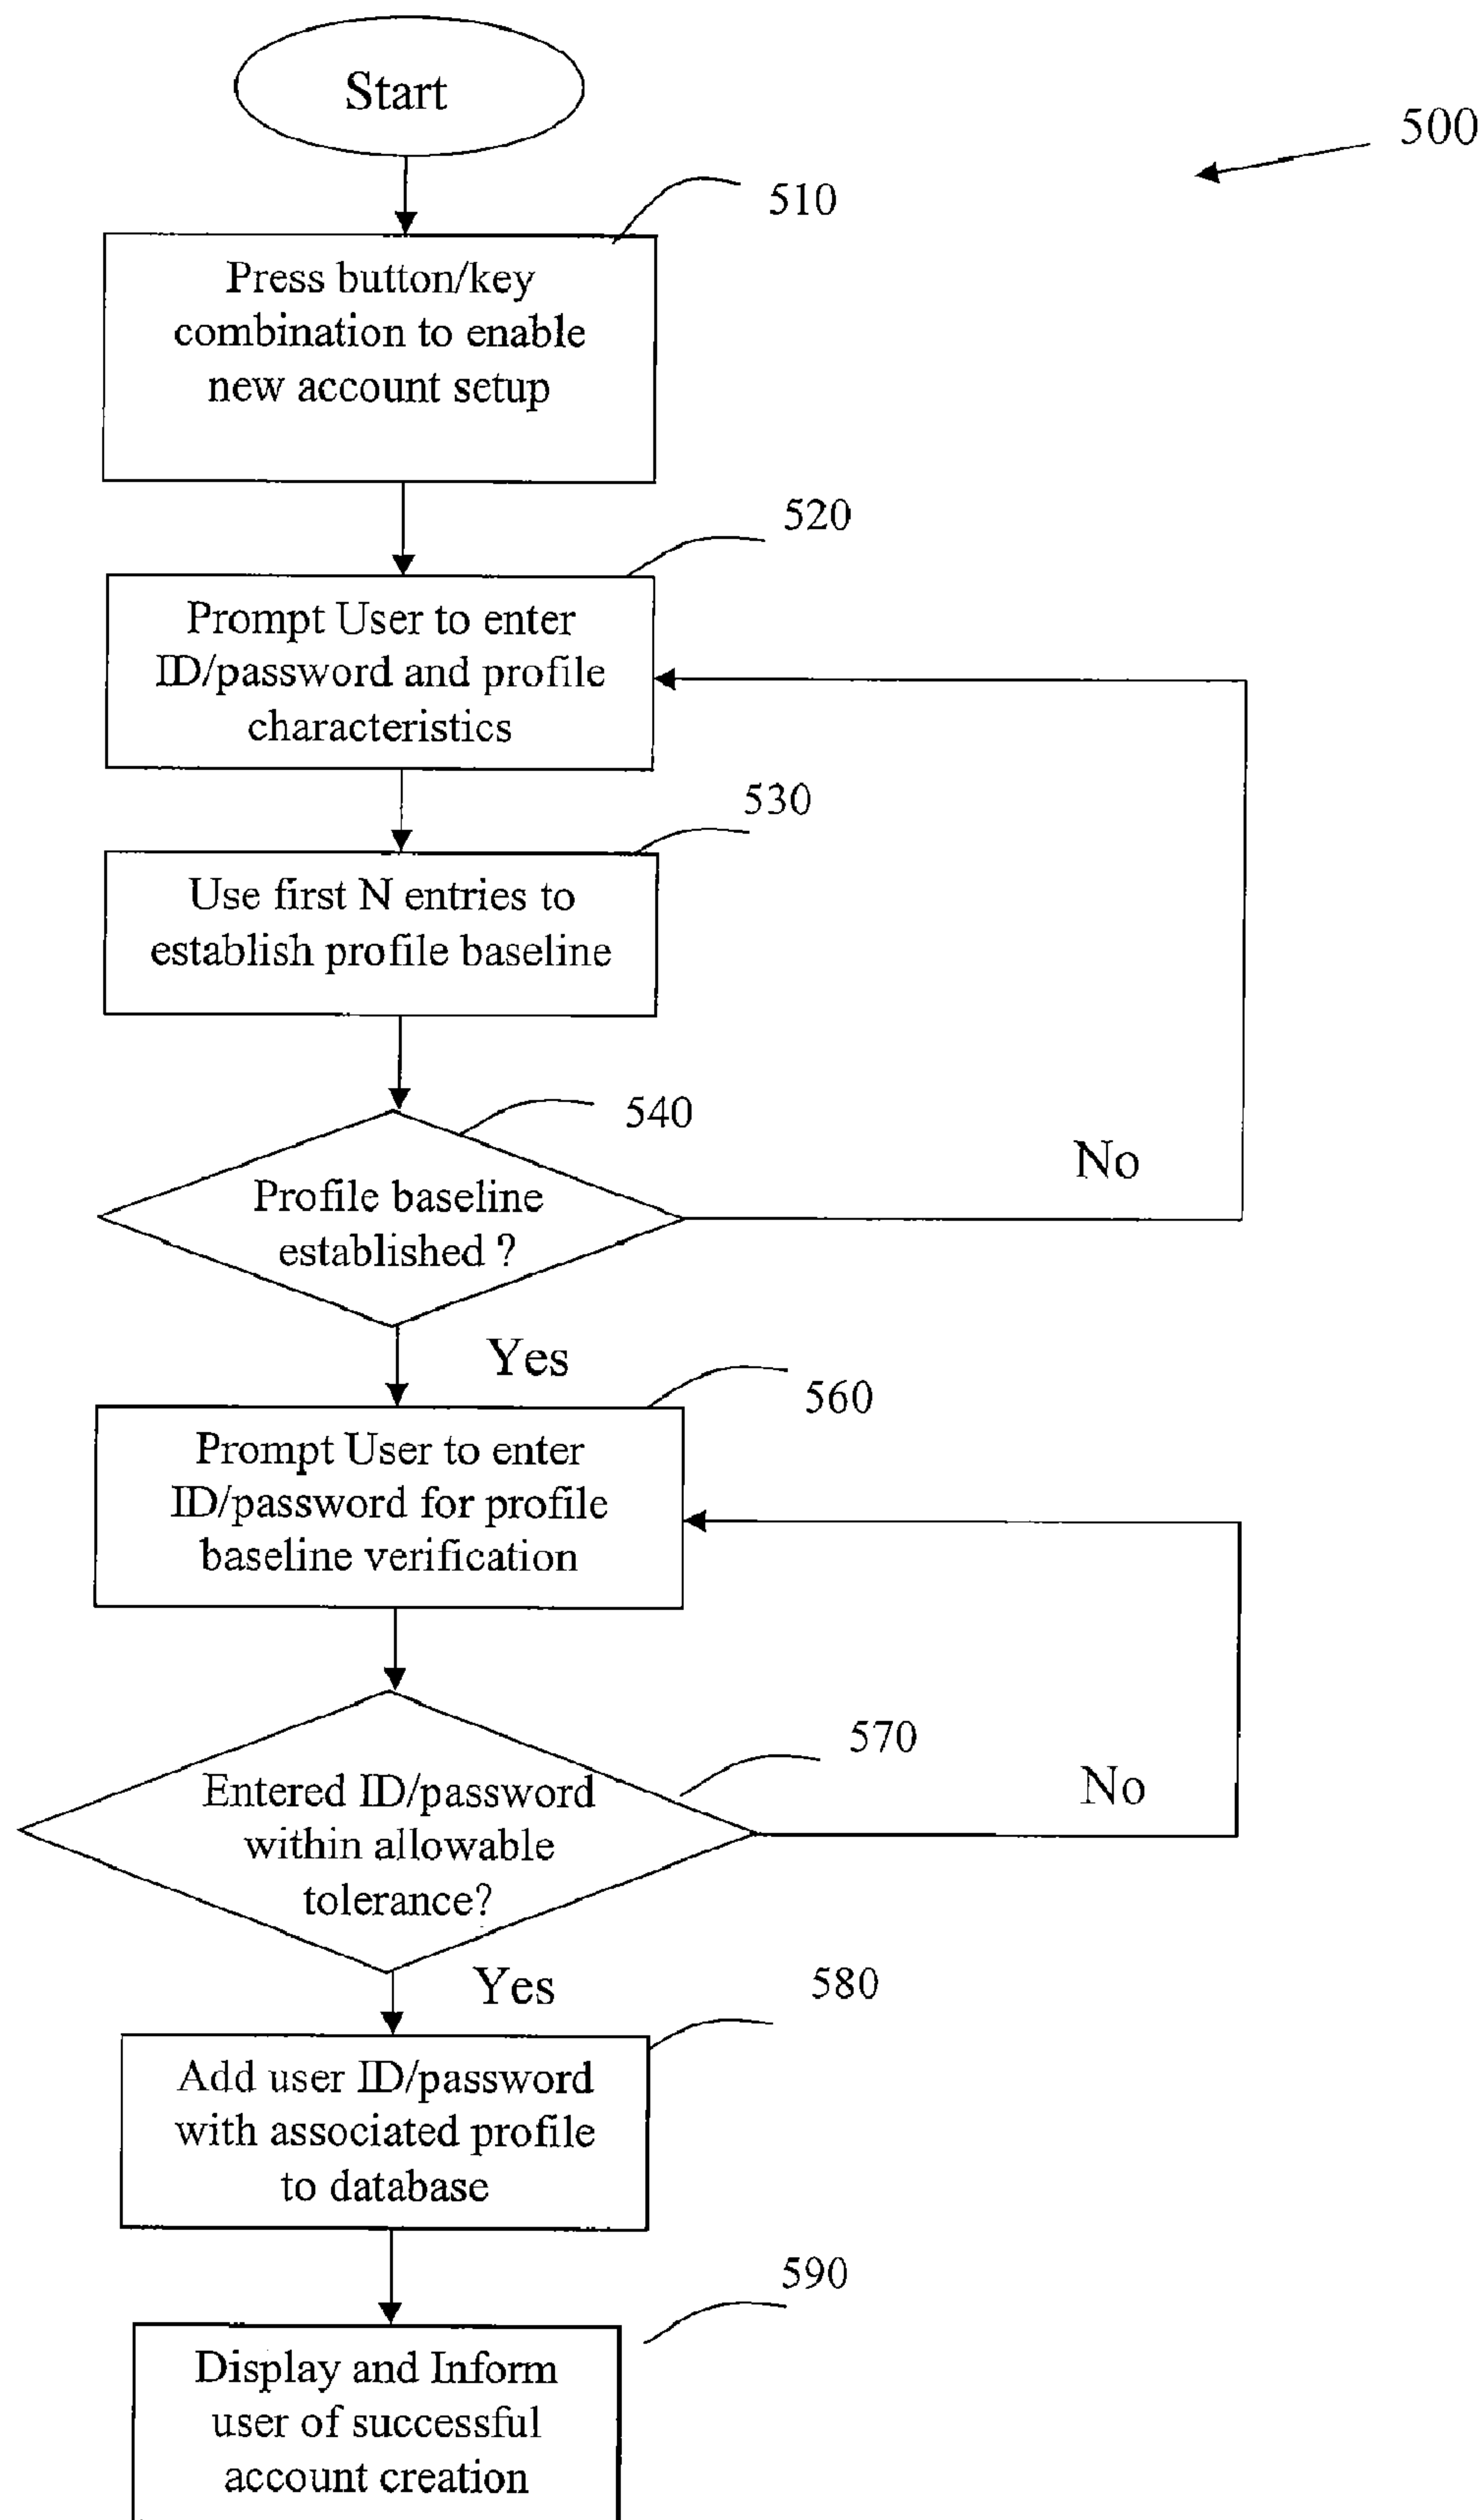 Start
500
510
Press button/key
combination to enable
new account setup
520
Prompt User to enter
ID/password and profile
characteristics
530
Use first N entries to
establish profile baseline
540
Profile baseline
established ?
No
Yes
560
Prompt User to enter
ID/password for profile
baseline verification
570
Entered ID/password
within allowable
tolerance?
No
Yes
580
Add user ID/password
with associated profile
to database
590
Display and Inform
user of successful
account creation